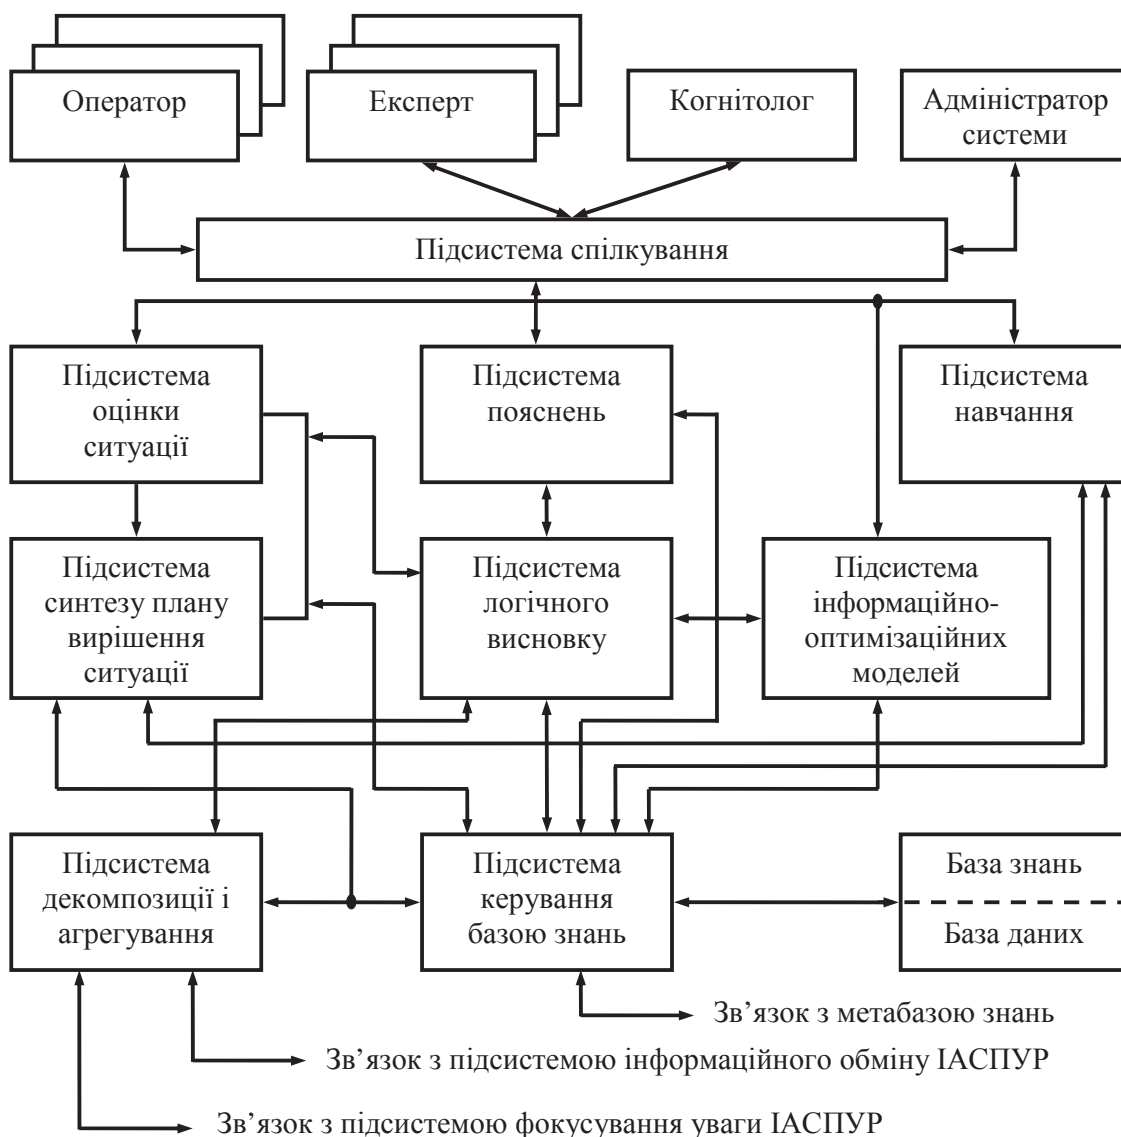 Оператор
Експерт
Когнітолог
Адміністратор
системи
Підсистема спілкування
Підсистема
оцінки
ситуації
Підсистема
пояснень
Підсистема
навчання
Підсистема
синтезу плану
вирішення
ситуації
Підсистема
логічного
висновку
Підсистема
інформаційно-
оптимізаційних
моделей
Підсистема
декомпозиції і
агрегування
Підсистема
керування
базою знань
База знань
База даних
Зв’язок з метабазою знань
Зв’язок з підсистемою інформаційного обміну ІАСПУР
Зв’язок з підсистемою фокусування уваги ІАСПУР